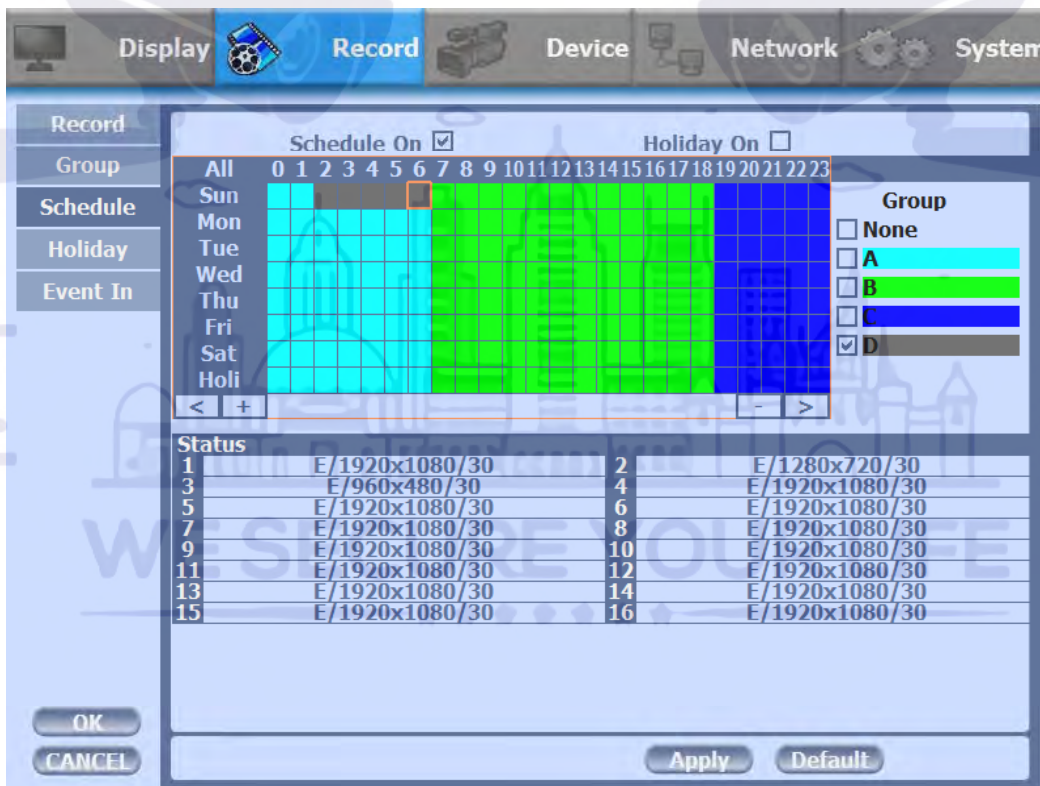 Display Record Device Network System
Record
Group
Schedule
Holiday
Event In
Schedule On Holiday On
All 0 1 2 3 4 5 6 7 8 9 10 11 12 13 14 15 16 17 18 19 20 21 22 23
Sun
Mon
Tue
Wed
Thu
Fri
Sat
Holi
< + - >
Group
None
A
B
C
D
Status
1 E/1920x1080/30 2 E/1280x720/30
3 E/960x480/30 4 E/1920x1080/30
5 E/1920x1080/30 6 E/1920x1080/30
7 E/1920x1080/30 8 E/1920x1080/30
9 E/1920x1080/30 10 E/1920x1080/30
11 E/1920x1080/30 12 E/1920x1080/30
13 E/1920x1080/30 14 E/1920x1080/30
15 E/1920x1080/30 16 E/1920x1080/30
OK
CANCEL
Apply Default